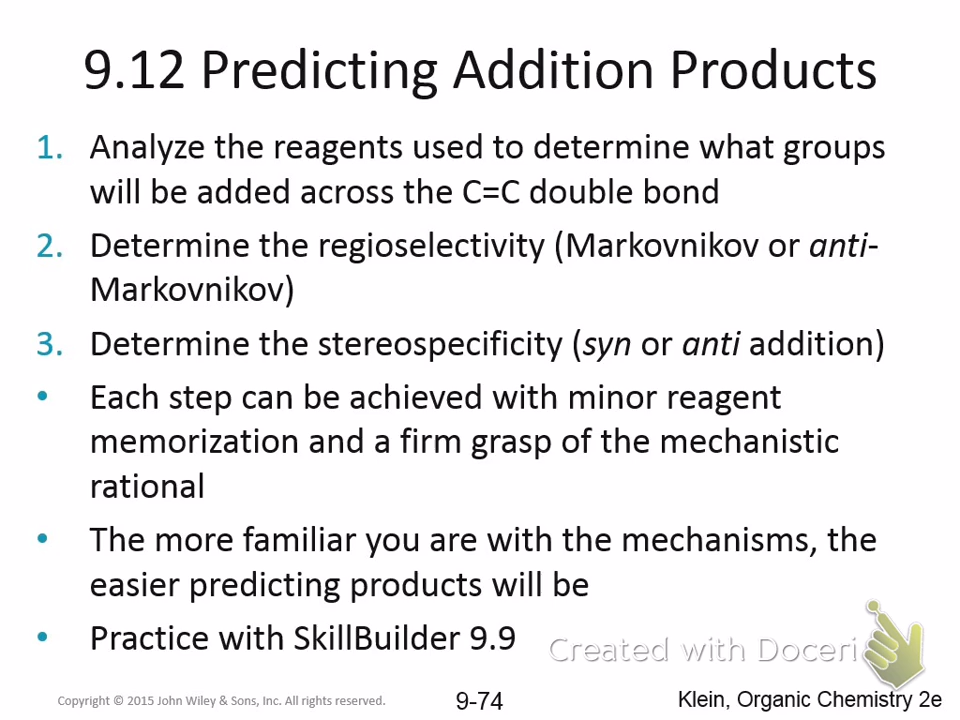 9.12 Predicting Addition Products
1. Analyze the reagents used to determine what groups
will be added across the C=C double bond
2. Determine the regioselectivity (Markovnikov or anti-
Markovnikov)
3. Determine the stereospecificity (syn or anti addition)
• Each step can be achieved with minor reagent
memorization and a firm grasp of the mechanistic
rational
• The more familiar you are with the mechanisms, the
easier predicting products will be
• Practice with SkillBuilder 9.9
Created with Doceri
Copyright © 2015 John Wiley & Sons, Inc. All rights reserved.
9-74
Klein, Organic Chemistry 2e